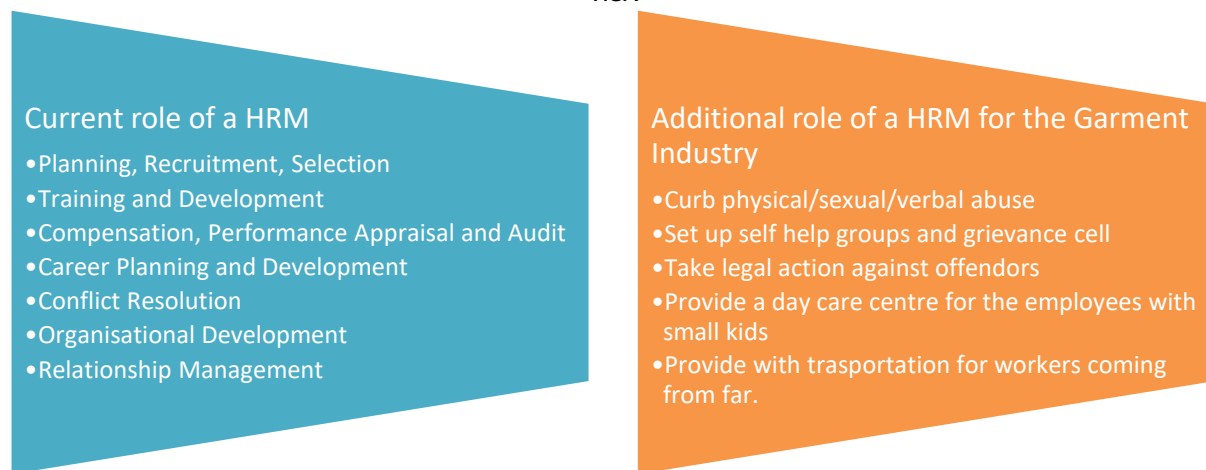 Current role of a HRM
•Planning, Recruitment, Selection
•Training and Development
•Compensation, Performance Appraisal and Audit
•Career Planning and Development
•Conflict Resolution
•Organisational Development
•Relationship Management
Additional role of a HRM for the Garment
Industry
•Curb physical/sexual/verbal abuse
•Set up self help groups and grievance cell
•Take legal action against offendors
•Provide a day care centre for the employees with
small kids
•Provide with trasportation for workers coming
from far.